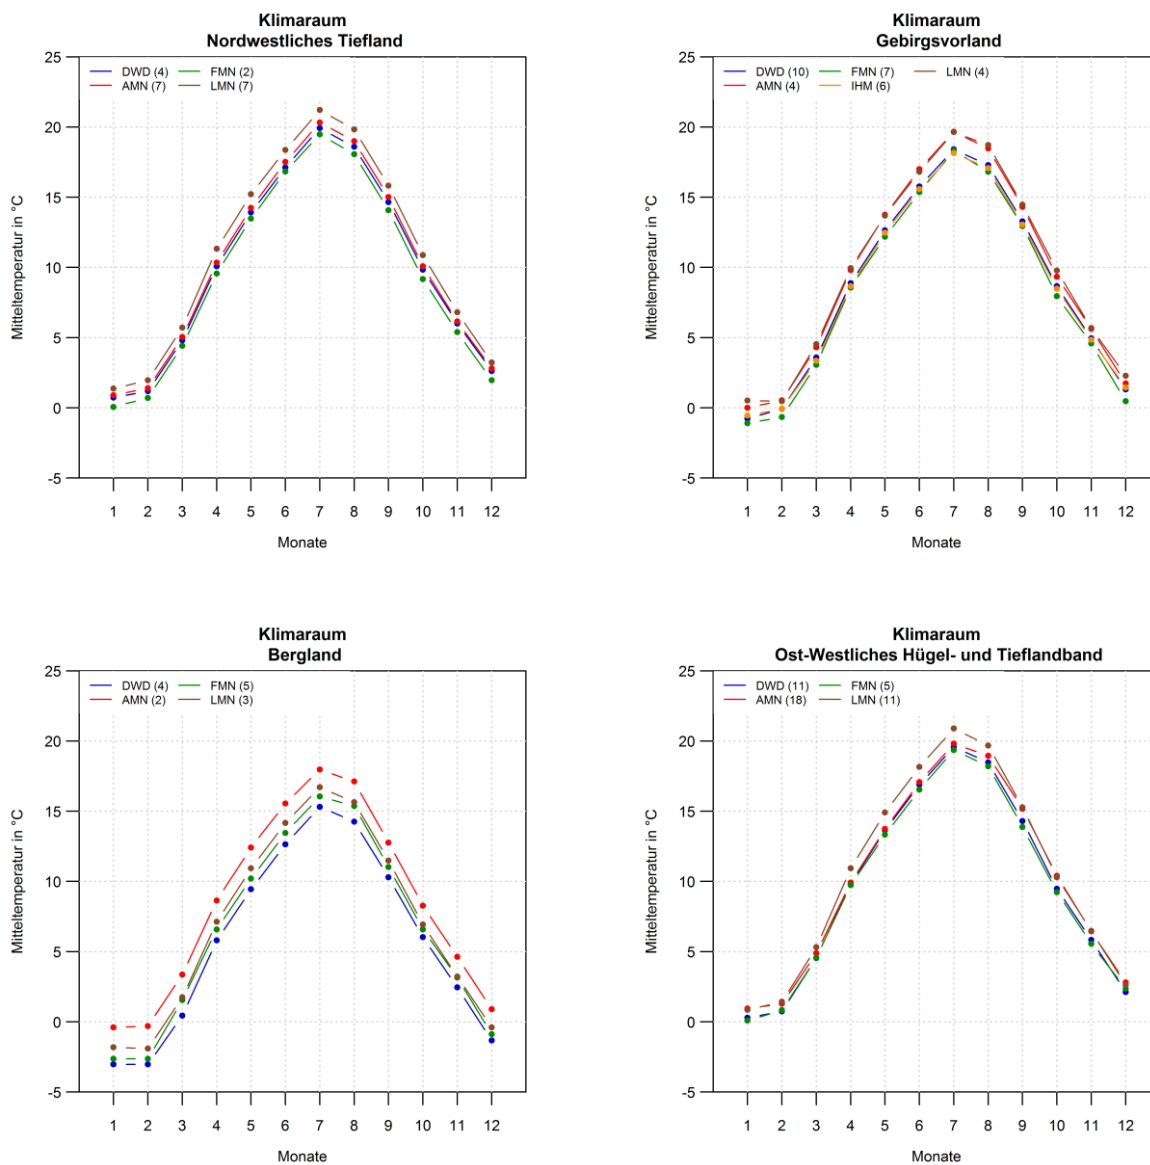 Klimaraum
Nordwestliches Tiefland
DWD (4) FMN (2)
AMN (7) LMN (7)
Mitteltemperatur in °C
25
20
15
10
5
0
-5
1 2 3 4 5 6 7 8 9 10 11 12
Monate
Klimaraum
Gebirgsvorland
DWD (10) FMN (7) LMN (4)
AMN (4) IHM (6)
Mitteltemperatur in °C
25
20
15
10
5
0
-5
1 2 3 4 5 6 7 8 9 10 11 12
Monate
Klimaraum
Bergland
DWD (4) FMN (5)
AMN (2) LMN (3)
Mitteltemperatur in °C
25
20
15
10
5
0
-5
1 2 3 4 5 6 7 8 9 10 11 12
Monate
Klimaraum
Ost-Westliches Hügel- und Tieflandband
DWD (11) FMN (5)
AMN (18) LMN (11)
Mitteltemperatur in °C
25
20
15
10
5
0
-5
1 2 3 4 5 6 7 8 9 10 11 12
Monate